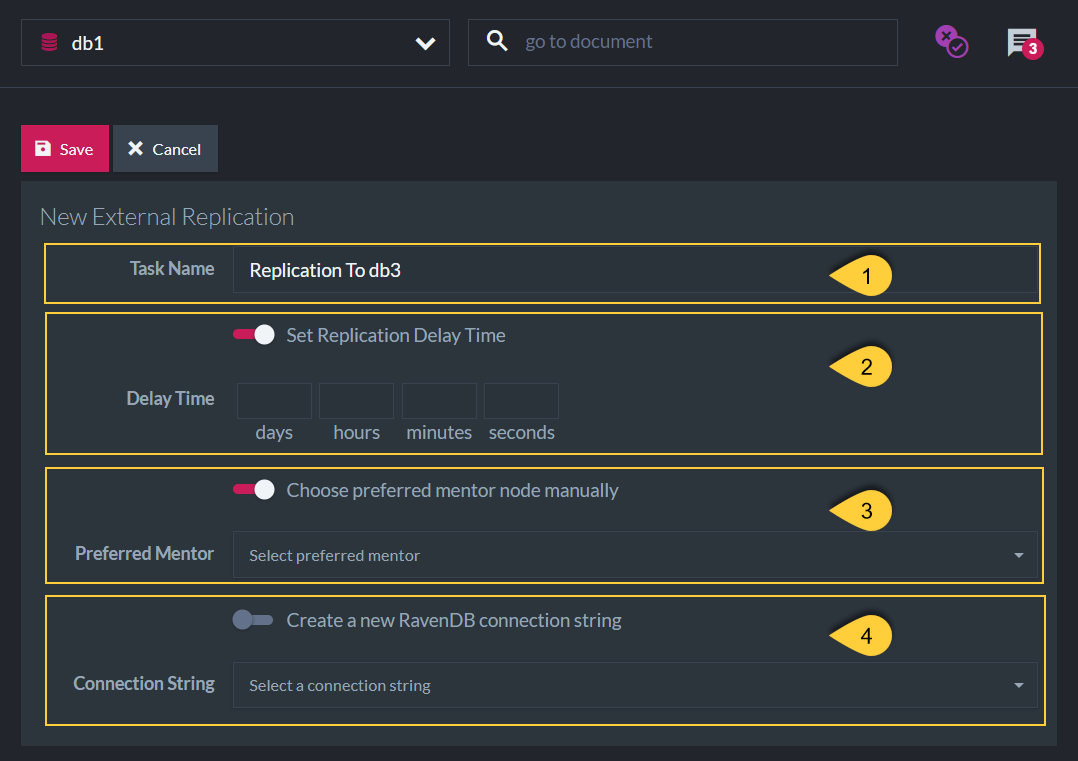 db1
go to document
3
Save
Cancel
New External Replication
Task Name
Replication To db3
1
Set Replication Delay Time
2
Delay Time
days hours minutes seconds
Choose preferred mentor node manually
3
Preferred Mentor
Select preferred mentor
Create a new RavenDB connection string
4
Connection String
Select a connection string